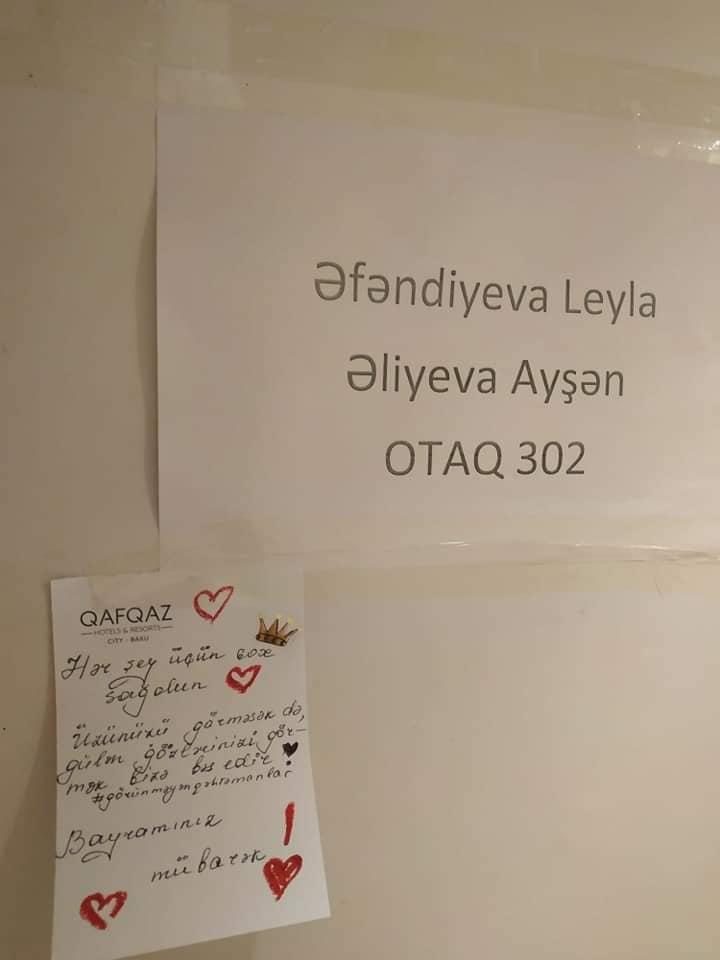 Əfəndiyeva Leyla
Əliyeva Ayşən
OTAQ 302
QAFQAZ
HOTELS & RESORTS
CITY - BAKU
Hər şey üçün çox
sağolun
Üzünüzü görməsək də,
gülən gözlərinizi gör-
mək bizə bəs edir
#görünməyənqəhrəmanlar
Bayramınız
mübarək !